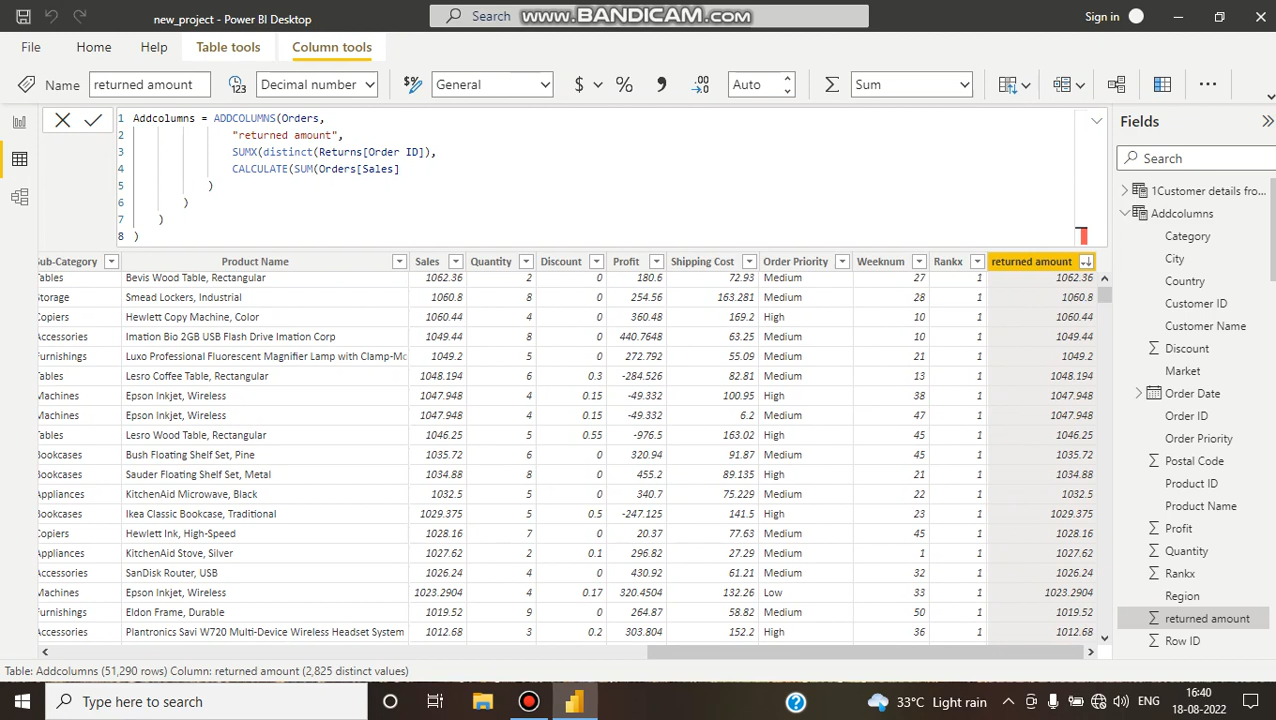 new_project - Power BI Desktop
Search
www.BANDICAM.com
Sign in
File Home Help Table tools Column tools
Name returned amount Decimal number General $ % , Auto Σ Sum
1 Addcolumns = ADDCOLUMNS(Orders,
2 "returned amount",
3 SUMX(distinct(Returns[Order ID]),
4 CALCULATE(SUM(Orders[Sales]
5 )
6 )
7 )
8 )
Sub-Category Product Name Sales Quantity Discount Profit Shipping Cost Order Priority Weeknum Rankx returned amount
Tables Bevis Wood Table, Rectangular 1062.36 2 0 180.6 72.93 Medium 27 1 1062.36
Storage Smead Lockers, Industrial 1060.8 8 0 254.56 163.281 Medium 28 1 1060.8
Copiers Hewlett Copy Machine, Color 1060.44 4 0 360.48 169.2 High 10 1 1060.44
Accessories Imation Bio 2GB USB Flash Drive Imation Corp 1049.44 8 0 440.7648 63.25 Medium 10 1 1049.44
Furnishings Luxo Professional Fluorescent Magnifier Lamp with Clamp-Mo 1049.2 5 0 272.792 55.09 Medium 21 1 1049.2
Tables Lesro Coffee Table, Rectangular 1048.194 6 0.3 -284.526 82.81 Medium 13 1 1048.194
Machines Epson Inkjet, Wireless 1047.948 4 0.15 -49.332 100.95 High 38 1 1047.948
Machines Epson Inkjet, Wireless 1047.948 4 0.15 -49.332 6.2 Medium 47 1 1047.948
Tables Lesro Wood Table, Rectangular 1046.25 5 0.55 -976.5 163.02 High 45 1 1046.25
Bookcases Bush Floating Shelf Set, Pine 1035.72 6 0 320.94 91.87 Medium 45 1 1035.72
Bookcases Sauder Floating Shelf Set, Metal 1034.88 8 0 455.2 89.135 High 21 1 1034.88
Appliances KitchenAid Microwave, Black 1032.5 4 0 340.7 75.229 Medium 22 1 1032.5
Bookcases Ikea Classic Bookcase, Traditional 1029.375 5 0.5 -247.125 141.5 High 23 1 1029.375
Copiers Hewlett Ink, High-Speed 1028.16 7 0 20.37 77.63 Medium 45 1 1028.16
Appliances KitchenAid Stove, Silver 1027.62 2 0.1 296.82 27.29 Medium 1 1 1027.62
Accessories SanDisk Router, USB 1026.24 4 0 430.92 61.21 Medium 32 1 1026.24
Machines Epson Inkjet, Wireless 1023.2904 4 0.17 320.4504 132.26 Low 33 1 1023.2904
Furnishings Eldon Frame, Durable 1019.52 9 0 264.87 58.82 Medium 50 1 1019.52
Accessories Plantronics Savi W720 Multi-Device Wireless Headset System 1012.68 3 0.2 303.804 152.2 High 36 1 1012.68
Fields
Search
1Customer details fro...
Addcolumns
Category
City
Country
Customer ID
Customer Name
Σ Discount
Market
Order Date
Order ID
Order Priority
Σ Postal Code
Product ID
Product Name
Σ Profit
Σ Quantity
Σ Rankx
Region
Σ returned amount
Σ Row ID
Table: Addcolumns (51,290 rows) Column: returned amount (2,825 distinct values)
Type here to search
33°C Light rain
ENG
16:40
18-08-2022